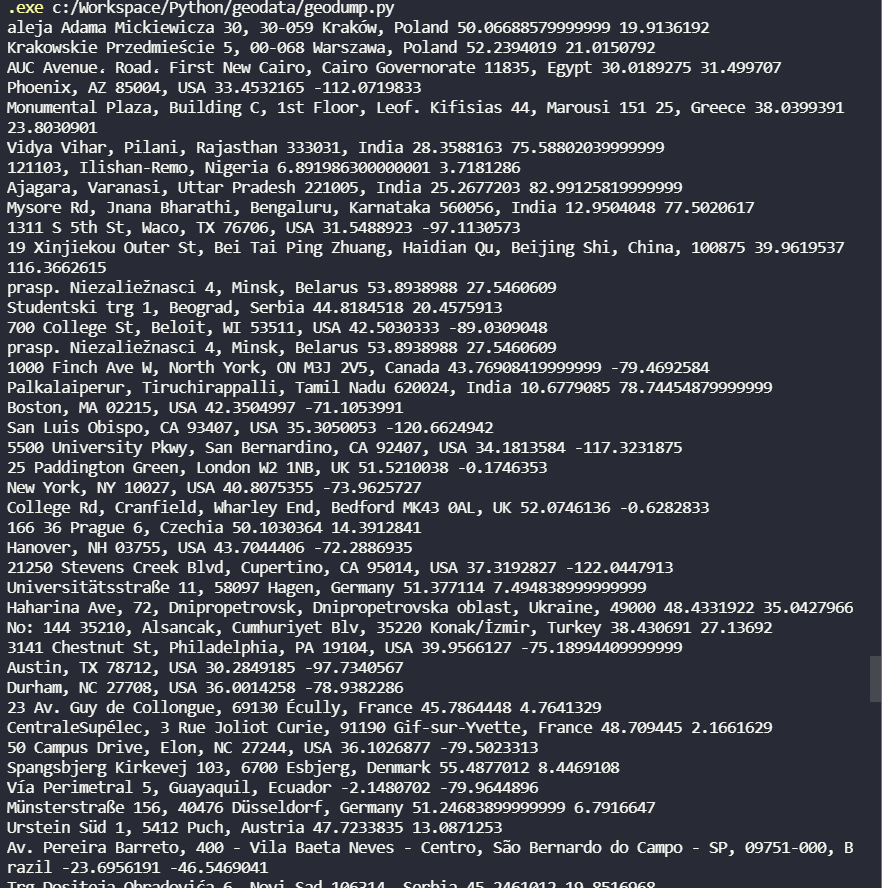 .exe c:/Workspace/Python/geodata/geodump.py
aleja Adama Mickiewicza 30, 30-059 Kraków, Poland 50.06688579999999 19.9136192
Krakowskie Przedmieście 5, 00-068 Warszawa, Poland 52.2394019 21.0150792
AUC Avenue، Road، First New Cairo, Cairo Governorate 11835, Egypt 30.0189275 31.499707
Phoenix, AZ 85004, USA 33.4532165 -112.0719833
Monumental Plaza, Building C, 1st Floor, Leof. Kifisias 44, Marousi 151 25, Greece 38.0399391
23.8030901
Vidya Vihar, Pilani, Rajasthan 333031, India 28.3588163 75.58802039999999
121103, Ilishan-Remo, Nigeria 6.891986300000001 3.7181286
Ajagara, Varanasi, Uttar Pradesh 221005, India 25.2677203 82.99125819999999
Mysore Rd, Jnana Bharathi, Bengaluru, Karnataka 560056, India 12.9504048 77.5020617
1311 S 5th St, Waco, TX 76706, USA 31.5488923 -97.1130573
19 Xinjiekou Outer St, Bei Tai Ping Zhuang, Haidian Qu, Beijing Shi, China, 100875 39.9619537
116.3662615
prasp. Niezaliežnasci 4, Minsk, Belarus 53.8938988 27.5460609
Studentski trg 1, Beograd, Serbia 44.8184518 20.4575913
700 College St, Beloit, WI 53511, USA 42.5030333 -89.0309048
prasp. Niezaliežnasci 4, Minsk, Belarus 53.8938988 27.5460609
1000 Finch Ave W, North York, ON M3J 2V5, Canada 43.76908419999999 -79.4692584
Palkalaiperur, Tiruchirappalli, Tamil Nadu 620024, India 10.6779085 78.74454879999999
Boston, MA 02215, USA 42.3504997 -71.1053991
San Luis Obispo, CA 93407, USA 35.3050053 -120.6624942
5500 University Pkwy, San Bernardino, CA 92407, USA 34.1813584 -117.3231875
25 Paddington Green, London W2 1NB, UK 51.5210038 -0.1746353
New York, NY 10027, USA 40.8075355 -73.9625727
College Rd, Cranfield, Wharley End, Bedford MK43 0AL, UK 52.0746136 -0.6282833
166 36 Prague 6, Czechia 50.1030364 14.3912841
Hanover, NH 03755, USA 43.7044406 -72.2886935
21250 Stevens Creek Blvd, Cupertino, CA 95014, USA 37.3192827 -122.0447913
Universitätsstraße 11, 58097 Hagen, Germany 51.377114 7.494838999999999
Haharina Ave, 72, Dnipropetrovsk, Dnipropetrovska oblast, Ukraine, 49000 48.4331922 35.0427966
No: 144 35210, Alsancak, Cumhuriyet Blv, 35220 Konak/İzmir, Turkey 38.430691 27.13692
3141 Chestnut St, Philadelphia, PA 19104, USA 39.9566127 -75.18994409999999
Austin, TX 78712, USA 30.2849185 -97.7340567
Durham, NC 27708, USA 36.0014258 -78.9382286
23 Av. Guy de Collongue, 69130 Écully, France 45.7864448 4.7641329
CentraleSupélec, 3 Rue Joliot Curie, 91190 Gif-sur-Yvette, France 48.709445 2.1661629
50 Campus Drive, Elon, NC 27244, USA 36.1026877 -79.5023313
Spangsbjerg Kirkevej 103, 6700 Esbjerg, Denmark 55.4877012 8.4469108
Vía Perimetral 5, Guayaquil, Ecuador -2.1480702 -79.9644896
Münsterstraße 156, 40476 Düsseldorf, Germany 51.24683899999999 6.7916647
Urstein Süd 1, 5412 Puch, Austria 47.7233835 13.0871253
Av. Pereira Barreto, 400 - Vila Baeta Neves - Centro, São Bernardo do Campo - SP, 09751-000, B
razil -23.6956191 -46.5469041
Trg Dositeja Obradovića 6, Novi Sad 106314, Serbia 45.2461012 19.8516968